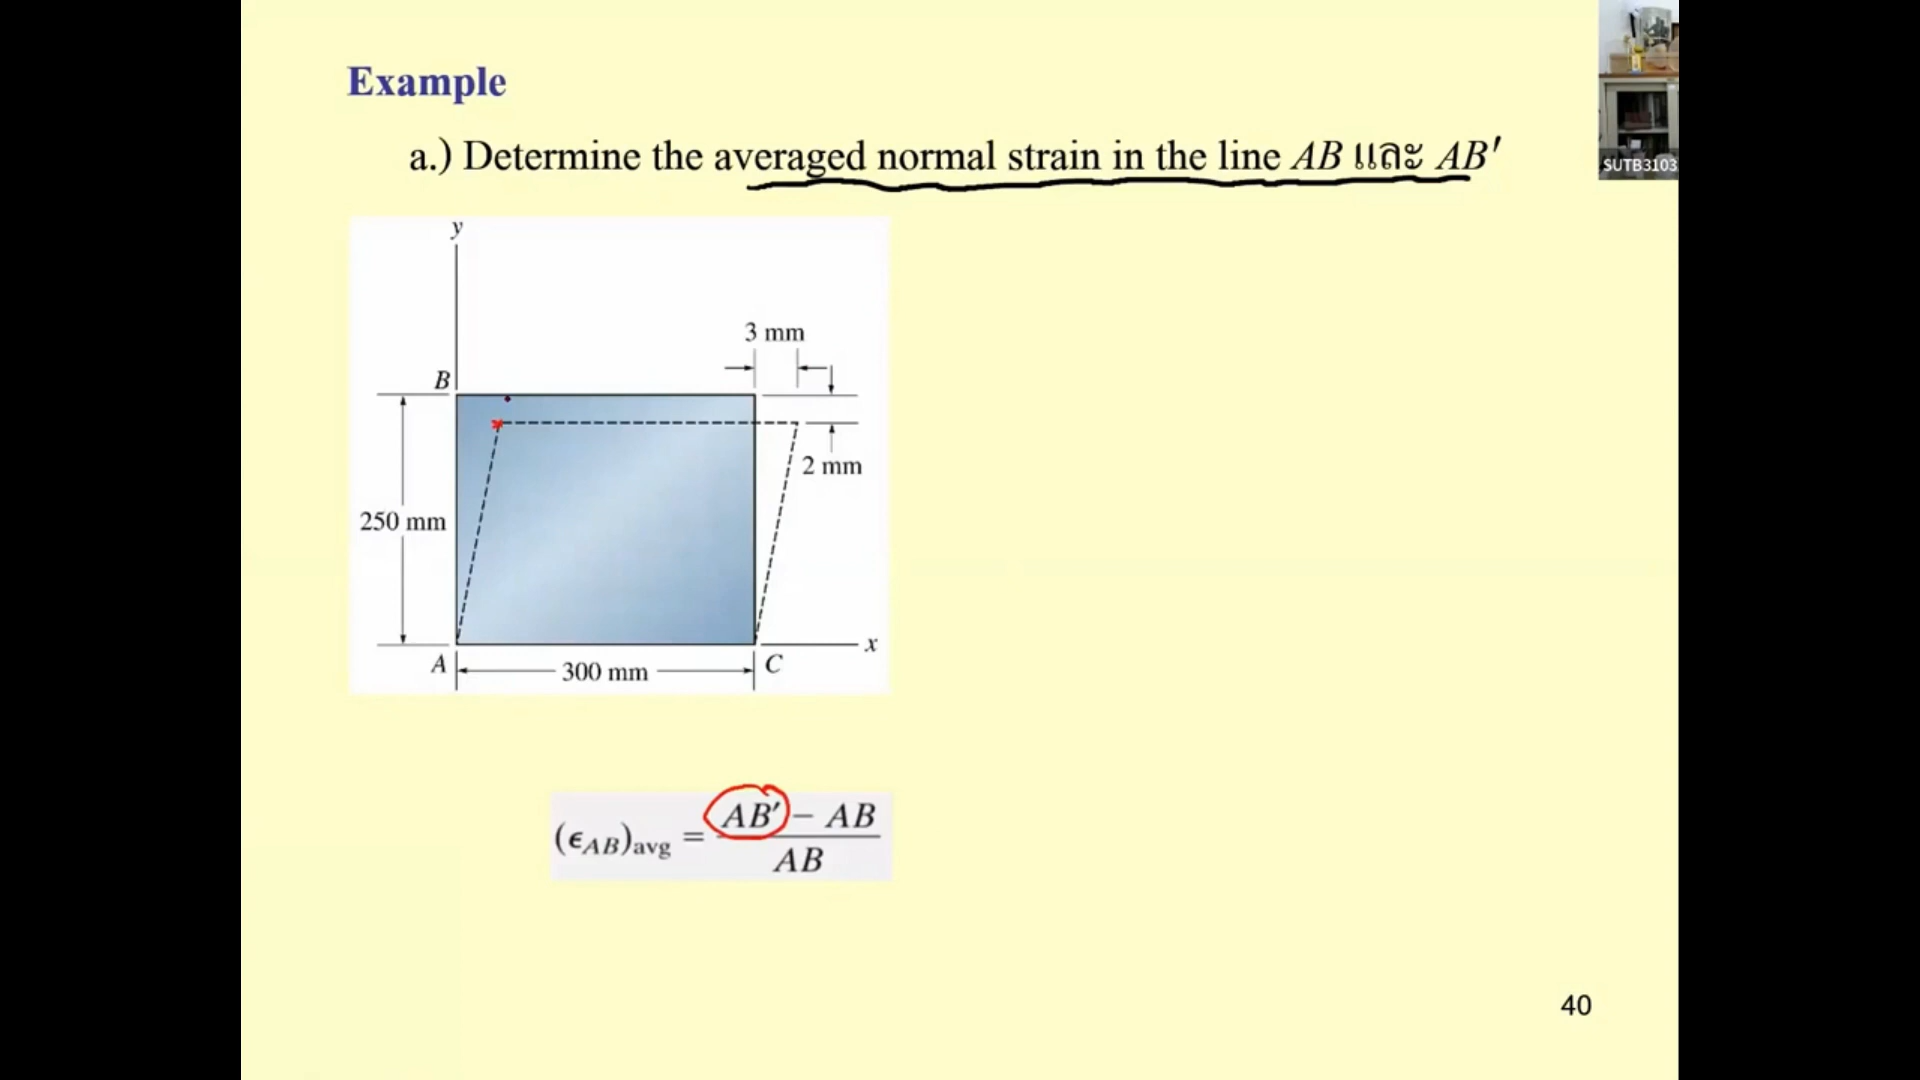 Example
SUTB3103
a.) Determine the averaged normal strain in the line AB และ AB′
y
3 mm
B
2 mm
250 mm
x
A
300 mm
C
(ϵ_AB)avg = (AB′ − AB) / AB
40